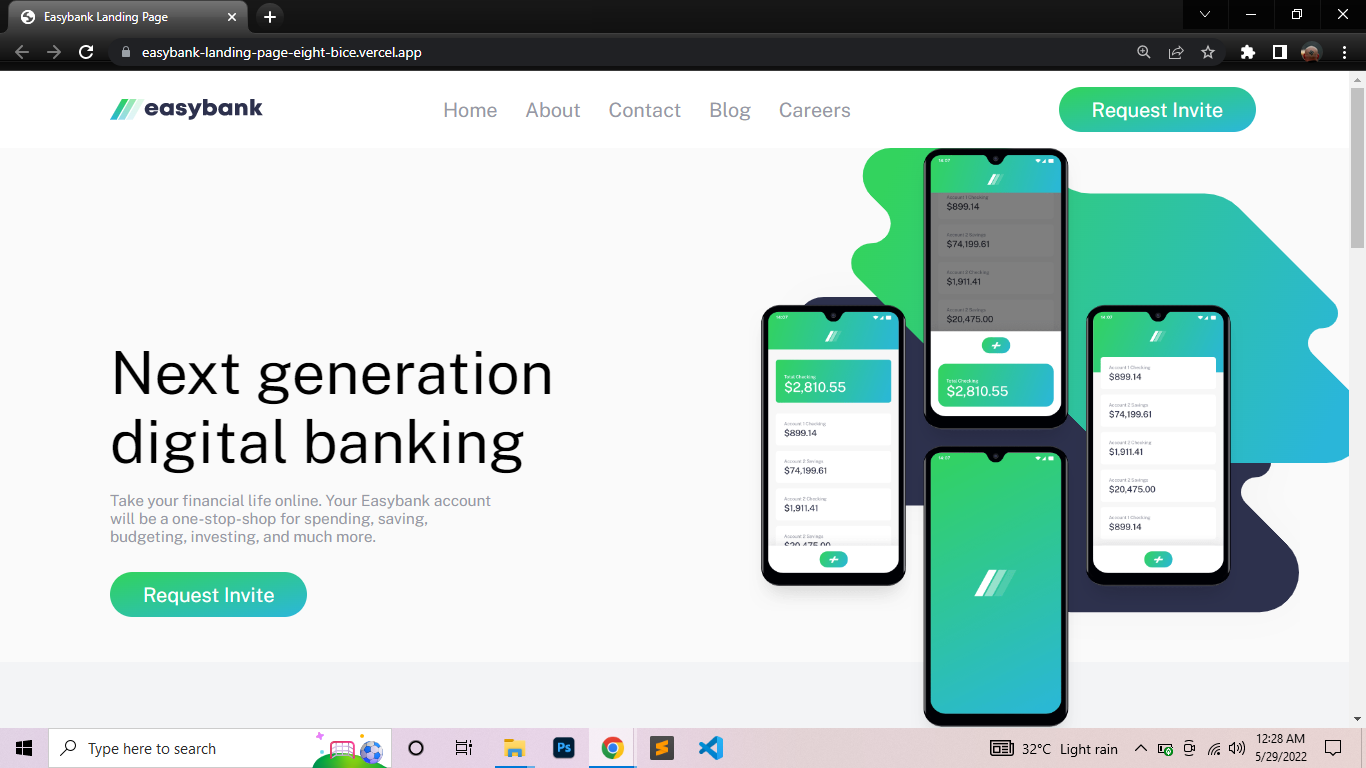 Easybank Landing Page
easybank-landing-page-eight-bice.vercel.app
easybank
Home About Contact Blog Careers
Request Invite
Next generation
digital banking
Take your financial life online. Your Easybank account
will be a one-stop-shop for spending, saving,
budgeting, investing, and much more.
Request Invite
14:07
Total Checking
$2,810.55
Account 1 Checking
$899.14
Account 2 Savings
$74,199.61
Account 2 Checking
$1,911.41
Account 2 Savings
$20,475.00
14:07
Account 1 Checking
$899.14
Account 2 Savings
$74,199.61
Account 2 Checking
$1,911.41
Account 2 Savings
$20,475.00
Total Checking
$2,810.55
14:07
Account 1 Checking
$899.14
Account 2 Savings
$74,199.61
Account 2 Checking
$1,911.41
Account 2 Savings
$20,475.00
Account 1 Checking
$899.14
Type here to search
Ps
32°C Light rain
12:28 AM
5/29/2022